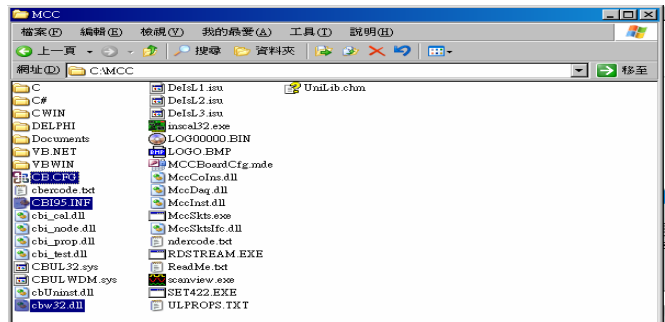 MCC
檔案(F) 編輯(E) 檢視(V) 我的最愛(A) 工具(T) 說明(H)
上一頁 搜尋 資料夾
網址(D) C:\MCC 移至
C
C#
CWIN
DELPHI
Documents
VB.NET
VBWIN
CB.CFG
cbercode.txt
CBI95.INF
cbi_cal.dll
cbi_node.dll
cbi_prop.dll
cbi_test.dll
CBUL32.sys
CBULWDM.sys
cbUninst.dll
cbw32.dll
DeIsL1.isu
DeIsL2.isu
DeIsL3.isu
inscal32.exe
LOG00000.BIN
LOGO.BMP
MCCBoardCfg.mde
MccCoIns.dll
MccDaq.dll
MccInst.dll
MccSkts.exe
MccSktsIfc.dll
ndercode.txt
RDSTREAM.EXE
ReadMe.txt
scanview.exe
SET422.EXE
ULPROPS.TXT
UniLib.chm